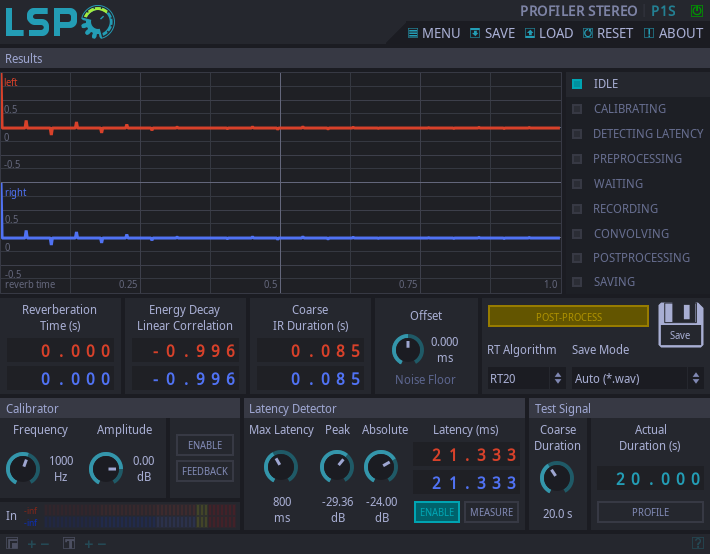 LSP
PROFILER STEREO P1S
MENU SAVE LOAD RESET ABOUT
Results
left
0.5
0
-0.5
right
0.5
0
-0.5
reverb time 0.25 0.5 0.75 1.0
IDLE
CALIBRATING
DETECTING LATENCY
PREPROCESSING
WAITING
RECORDING
CONVOLVING
POSTPROCESSING
SAVING
Reverberation
Time (s)
0.000
0.000
Energy Decay
Linear Correlation
-0.996
-0.996
Coarse
IR Duration (s)
0.085
0.085
Offset
0.000
ms
Noise Floor
POST-PROCESS
Save
RT Algorithm Save Mode
RT20 Auto (*.wav)
Calibrator
Frequency Amplitude
1000
Hz
0.00
dB
ENABLE
FEEDBACK
In
Latency Detector
Max Latency Peak Absolute Latency (ms)
21.333
21.333
800
ms
-29.36
dB
-24.00
dB
ENABLE MEASURE
Test Signal
Coarse
Duration
20.0 s
Actual
Duration (s)
20.000
PROFILE